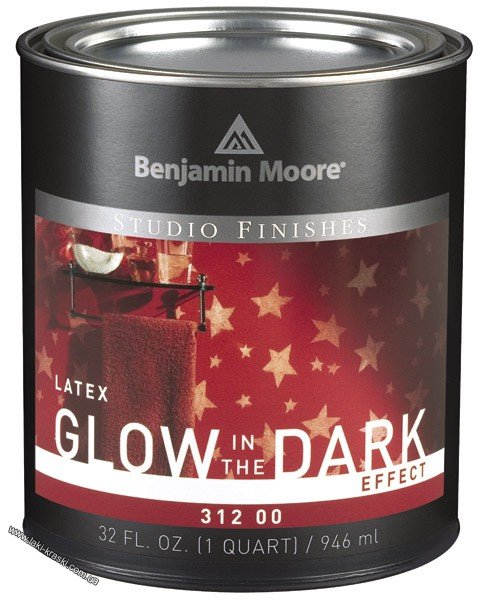 Benjamin Moore®
STUDIO FINISHES
LATEX
GLOW IN THE DARK
EFFECT
312 00
32 FL. OZ. (1 QUART) / 946 ml
www.laki-kraski.com.ua